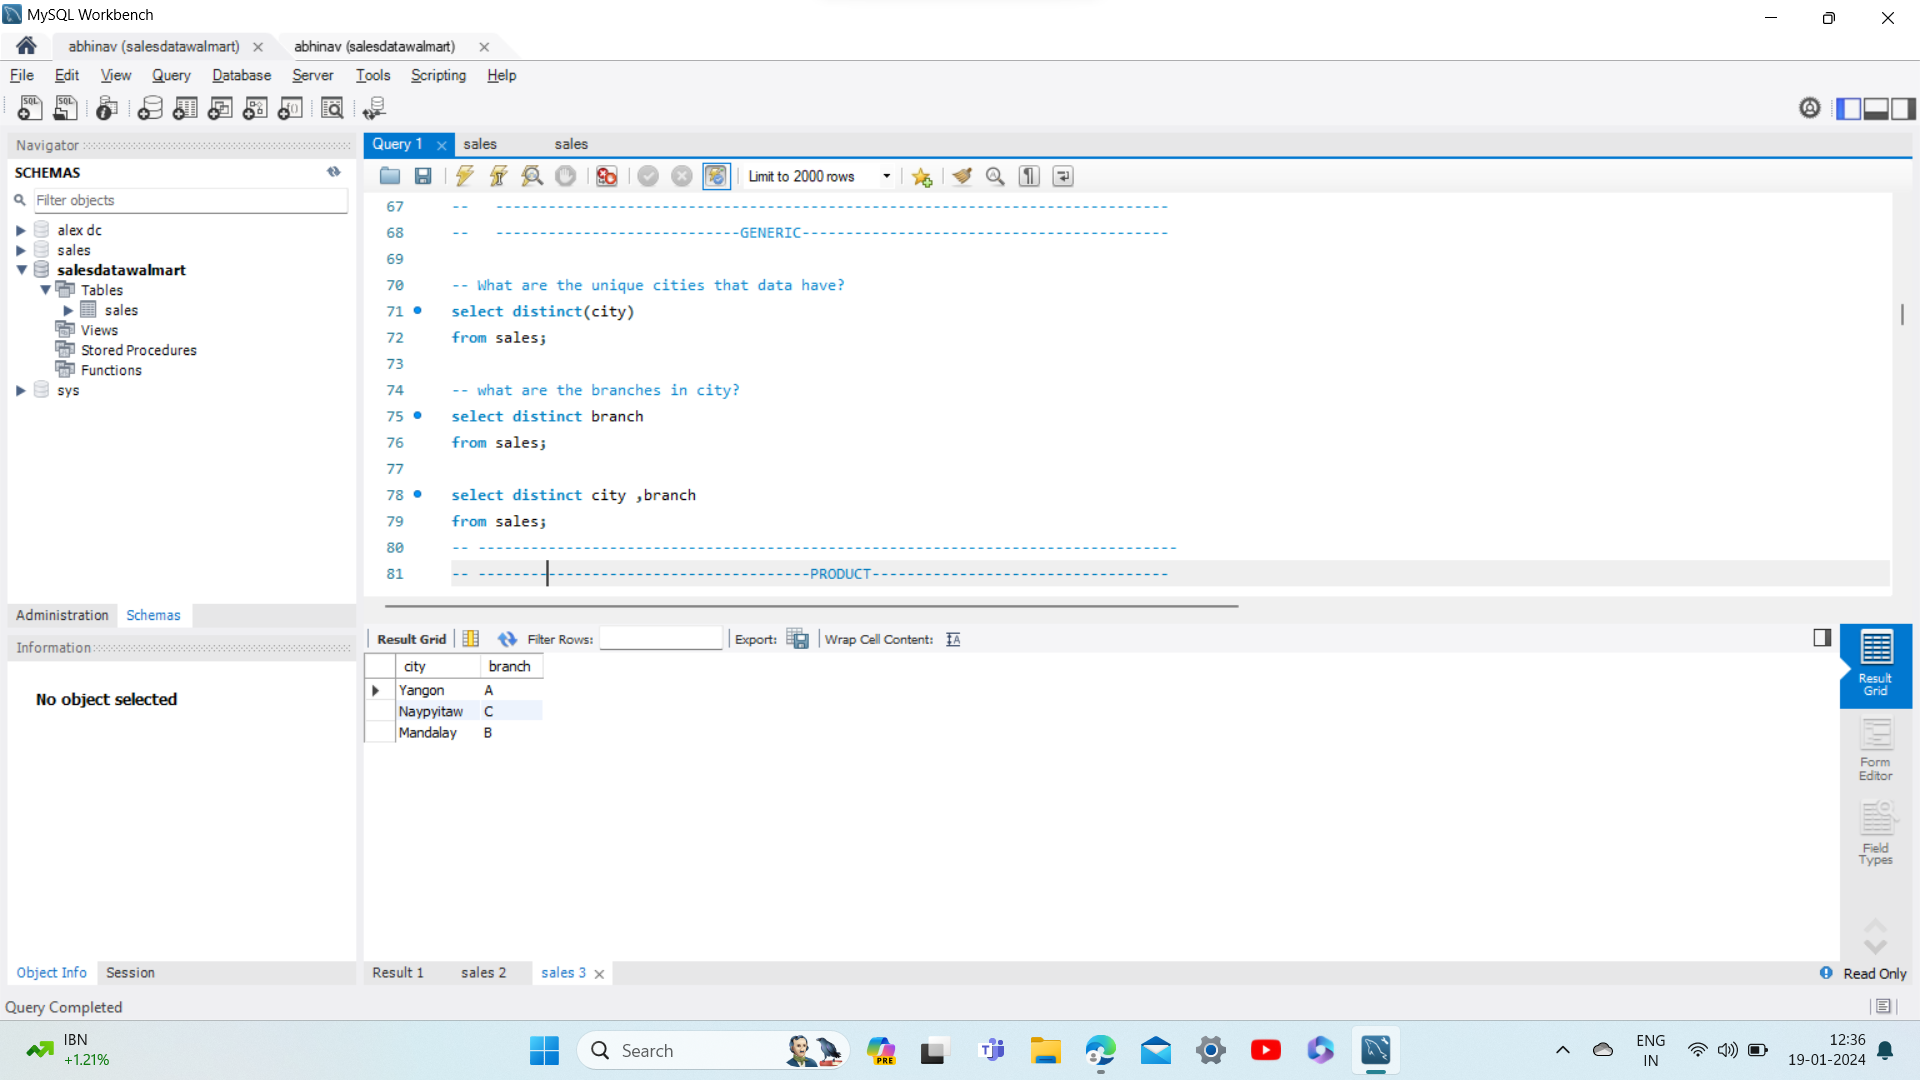 MySQL Workbench
abhinav (salesdatawalmart) abhinav (salesdatawalmart)
File Edit View Query Database Server Tools Scripting Help
Navigator
SCHEMAS
Filter objects
alex dc
sales
salesdatawalmart
Tables
sales
Views
Stored Procedures
Functions
sys
Administration Schemas
Information
No object selected
Object Info Session
Query 1 sales sales
Limit to 2000 rows
67 -- -----------------------------------------------------------------------------
68 -- ----------------------------GENERIC------------------------------------------
69
70 -- What are the unique cities that data have?
71 select distinct(city)
72 from sales;
73
74 -- what are the branches in city?
75 select distinct branch
76 from sales;
77
78 select distinct city ,branch
79 from sales;
80 -- --------------------------------------------------------------------------------
81 -- --------------------------------------PRODUCT----------------------------------
Result Grid Filter Rows: Export: Wrap Cell Content:
city branch
Yangon A
Naypyitaw C
Mandalay B
Result Grid
Form Editor
Field Types
Result 1 sales 2 sales 3
Read Only
Query Completed
IBN
+1.21%
Search
PRE
ENG
IN
12:36
19-01-2024